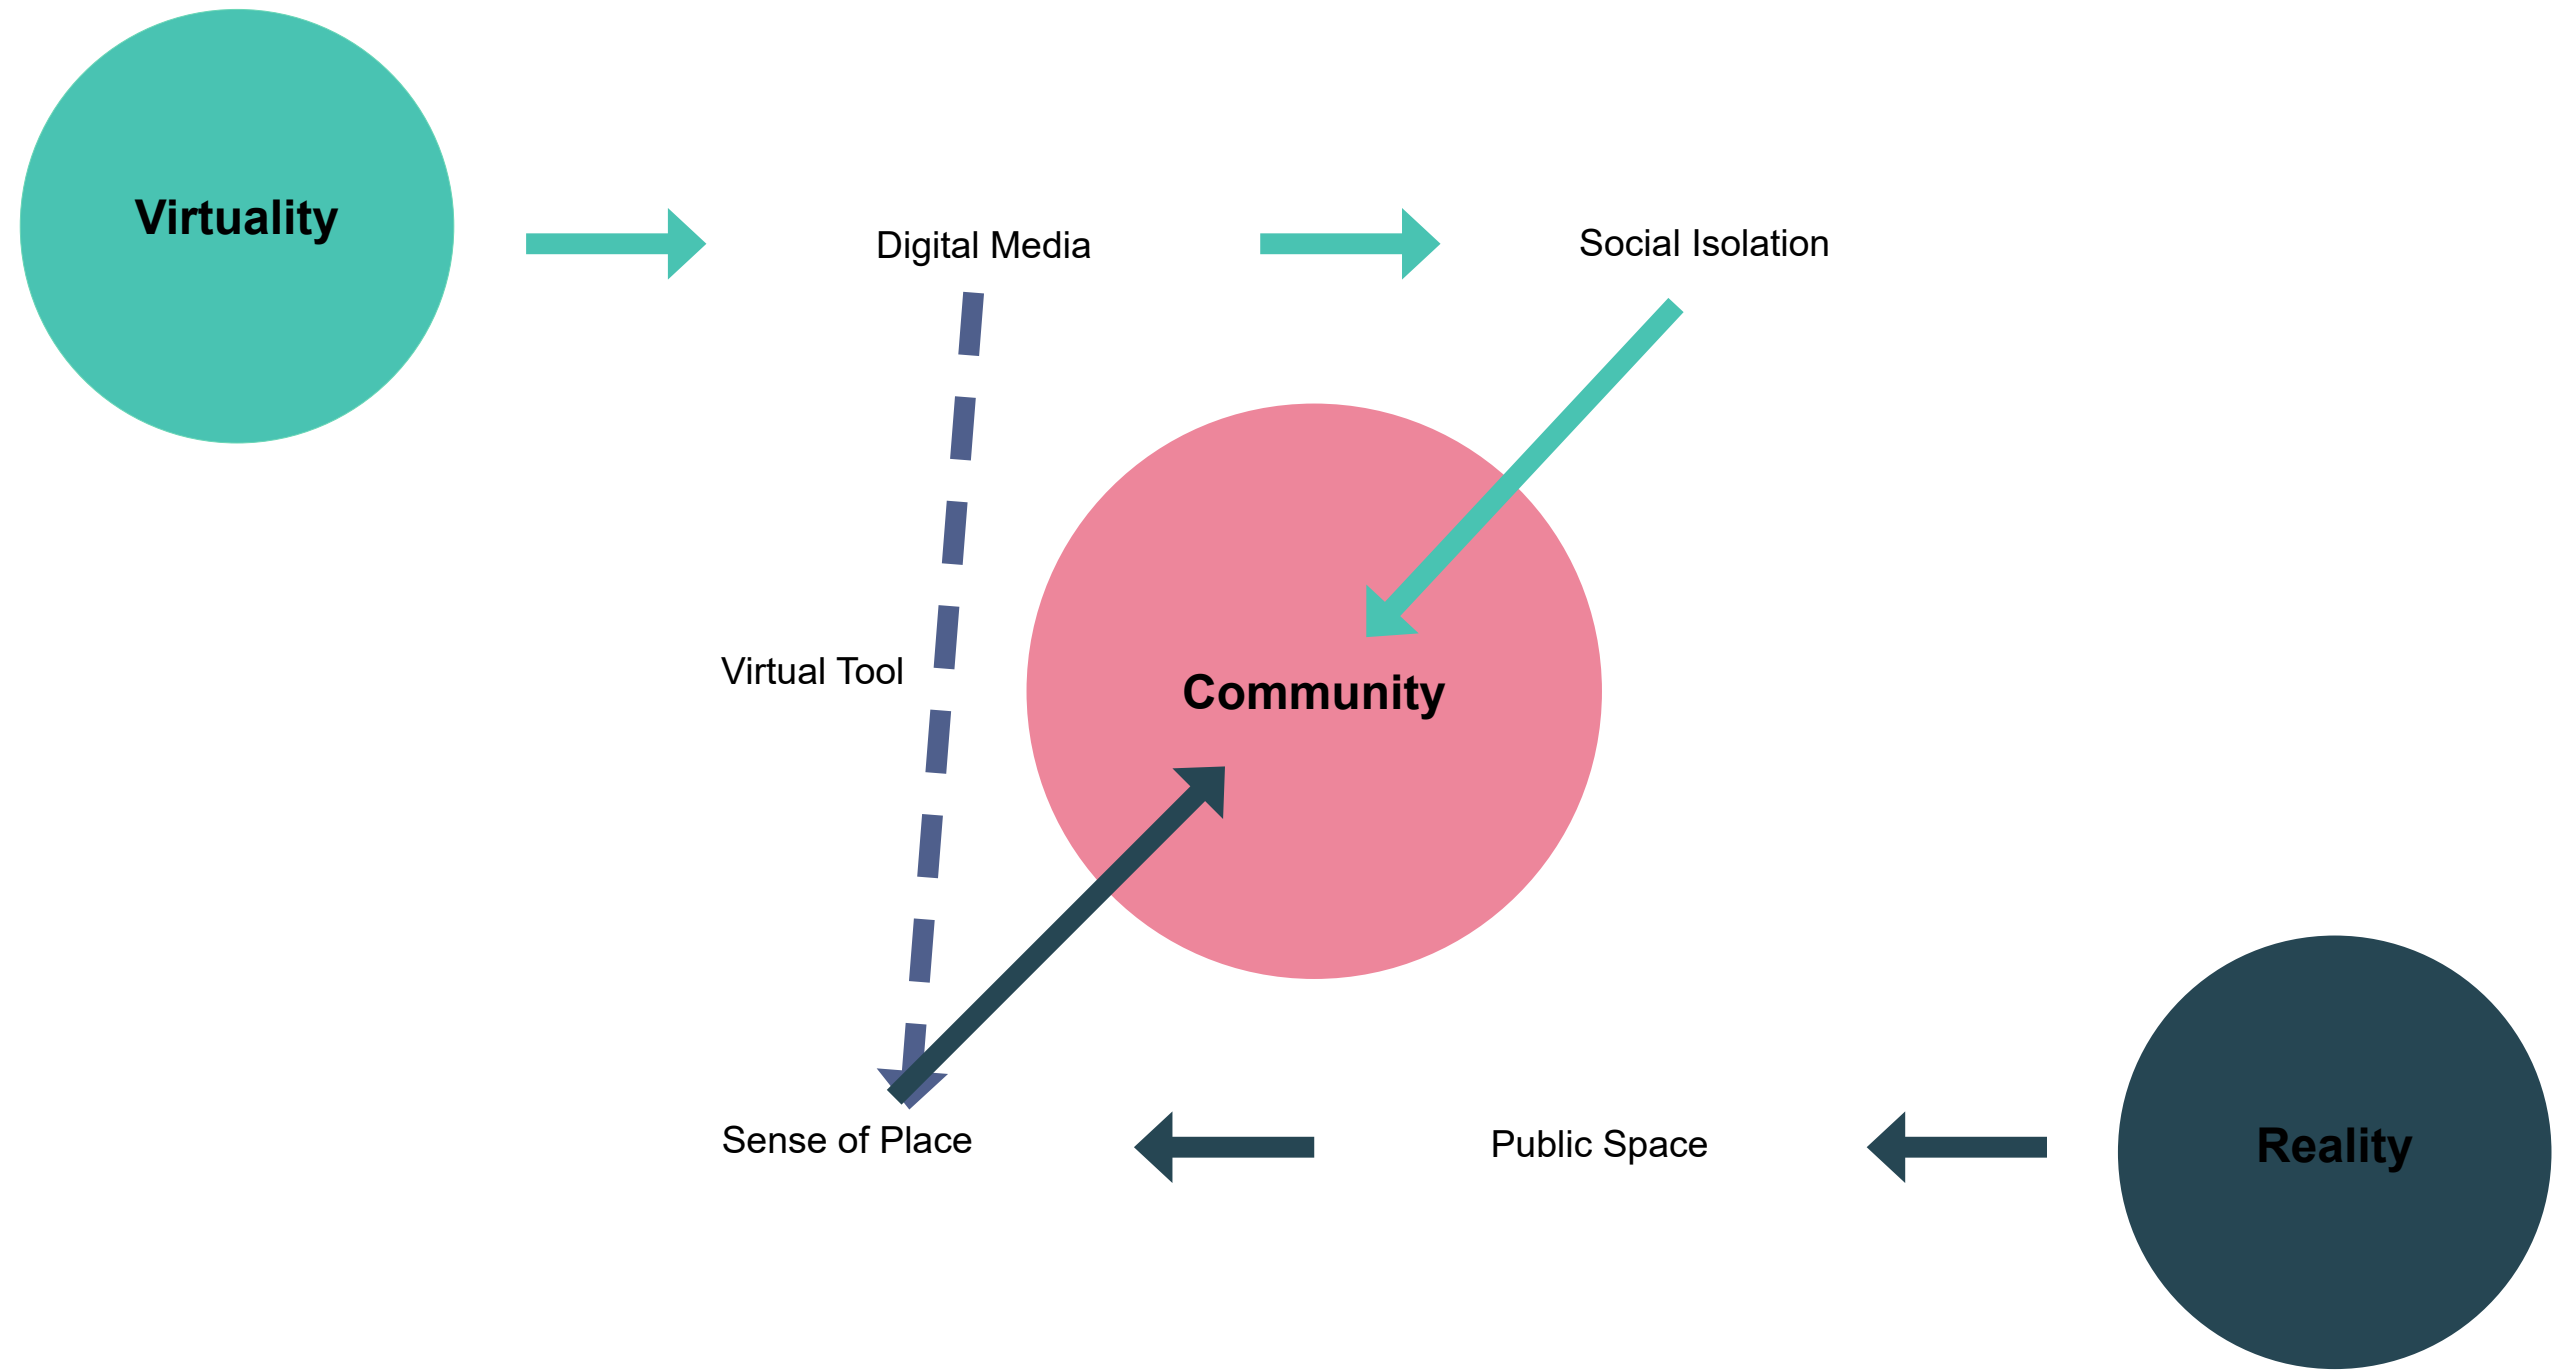 Virtuality
Digital Media
Social Isolation
Virtual Tool
Community
Sense of Place
Public Space
Reality